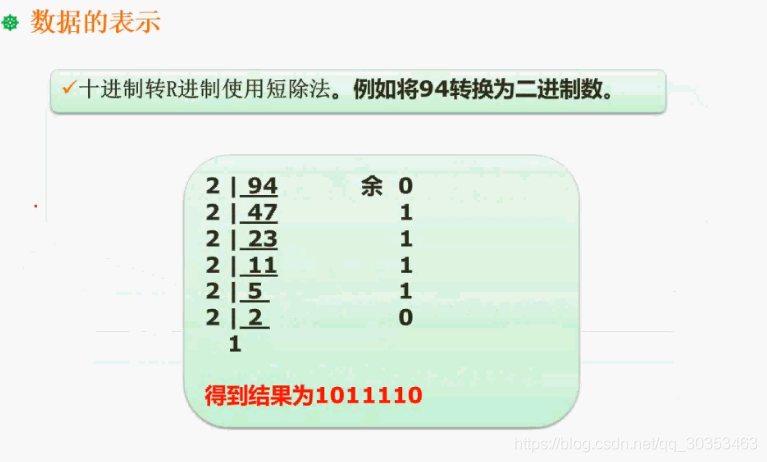 数据的表示
✓十进制转R进制使用短除法。例如将94转换为二进制数。
2 | 94 余 0
2 | 47 1
2 | 23 1
2 | 11 1
2 | 5 1
2 | 2 0
1
得到结果为1011110
https://blog.csdn.net/qq_30353463